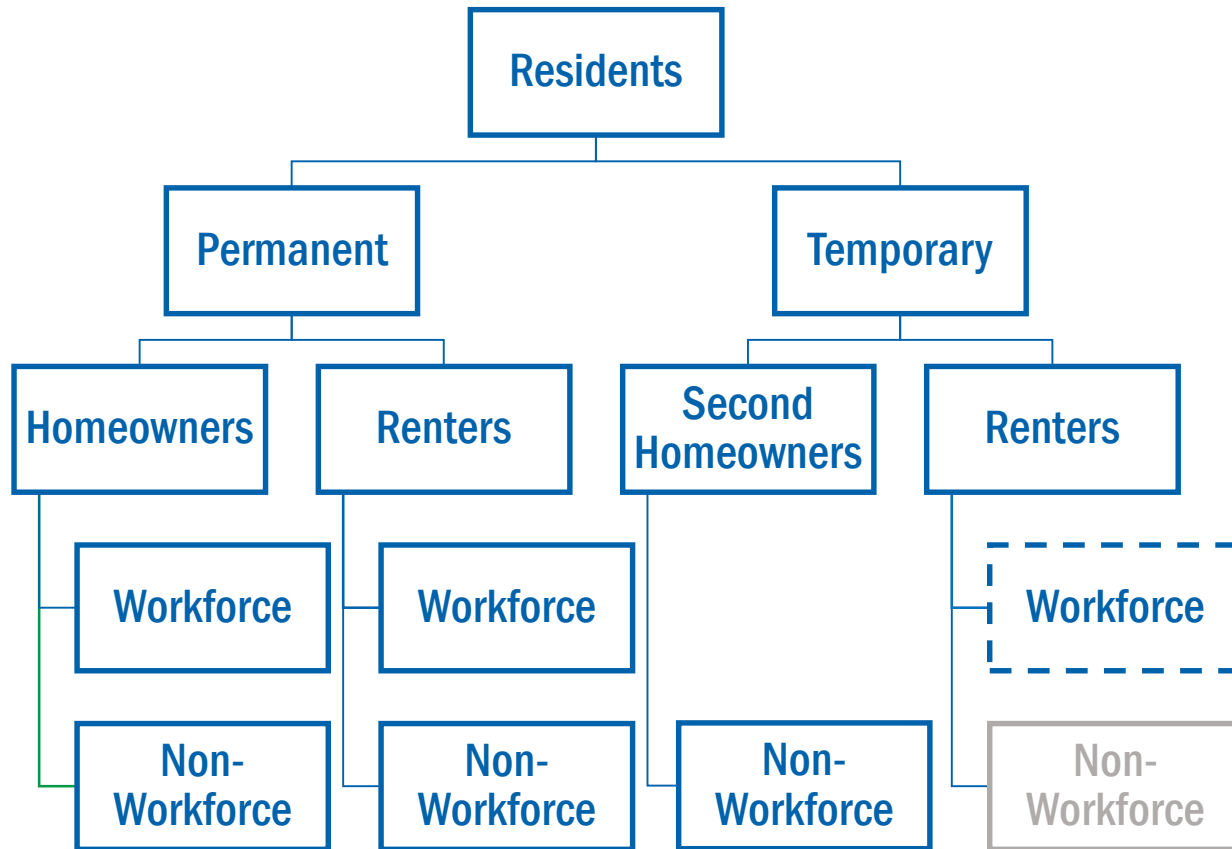 Residents
Permanent
Temporary
Homeowners
Renters
Second
Homeowners
Renters
Workforce
Workforce
Workforce
Non-
Workforce
Non-
Workforce
Non-
Workforce
Non-
Workforce